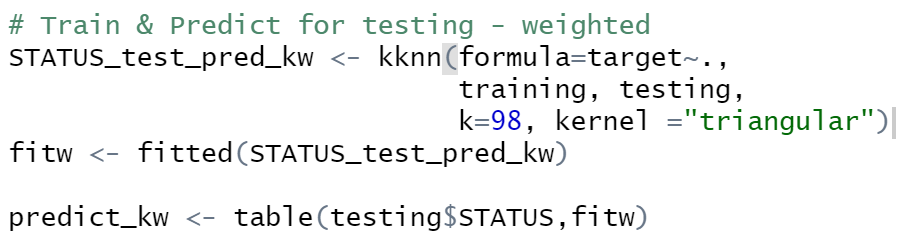 # Train & Predict for testing - weighted
STATUS_test_pred_kw <- kknn(formula=target~.,
training, testing,
k=98, kernel ="triangular")
fitw <- fitted(STATUS_test_pred_kw)
predict_kw <- table(testing$STATUS,fitw)